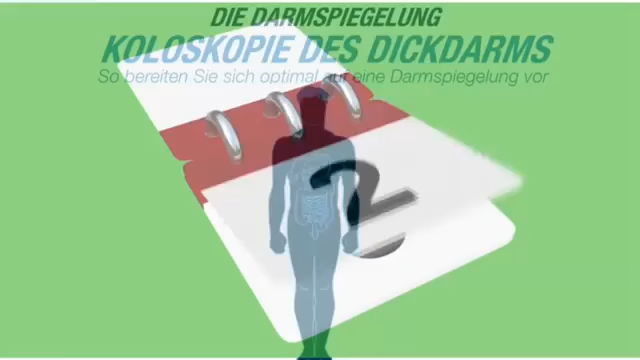 DIE DARMSPIEGELUNG
KOLOSKOPIE DES DICKDARMS
So bereiten Sie sich optimal auf eine Darmspiegelung vor